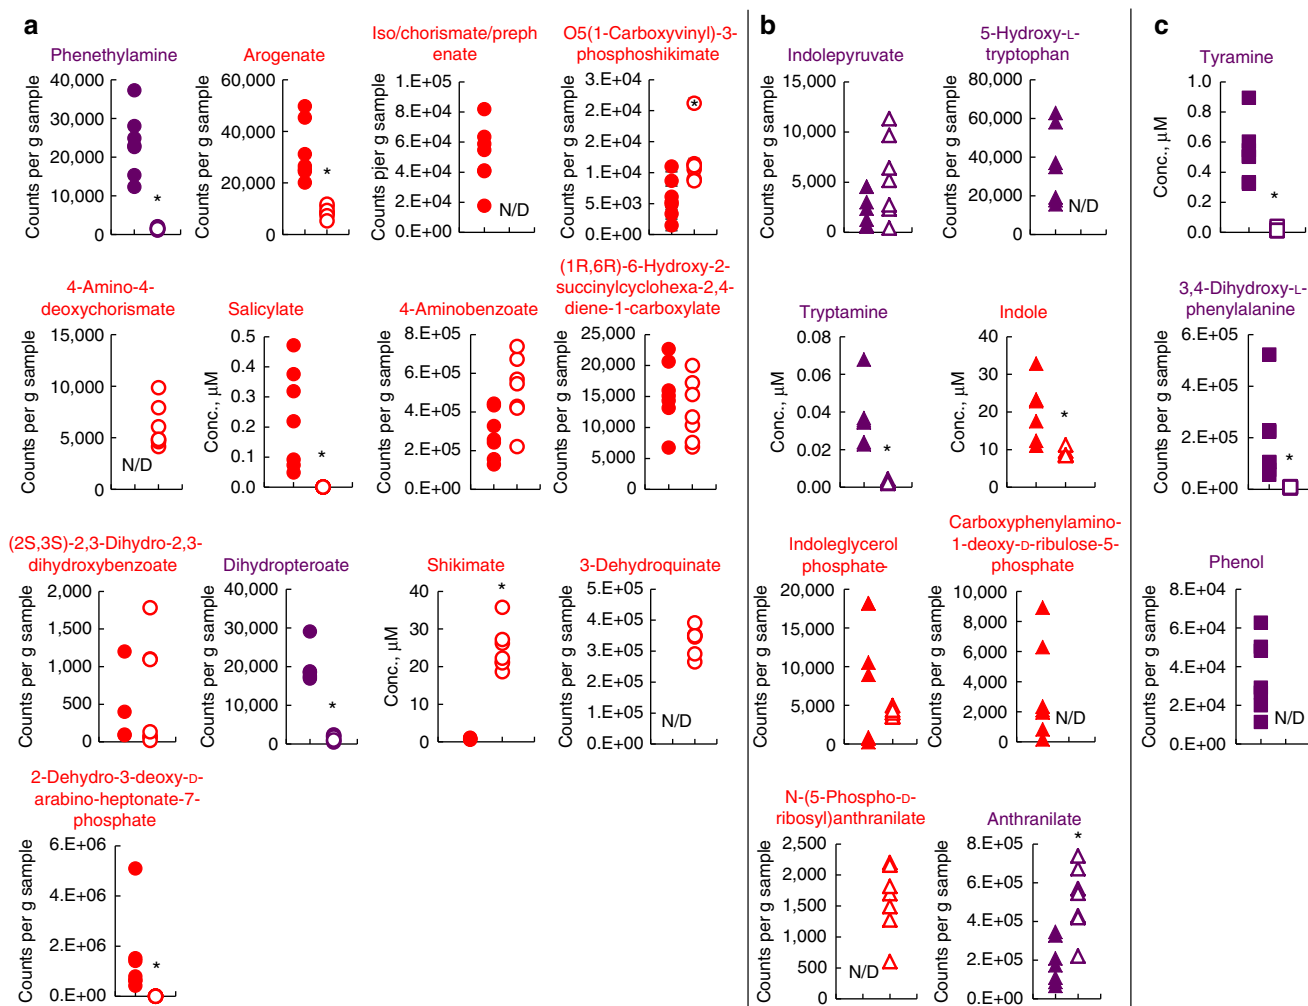 a
Phenethylamine
Counts per g sample
40,000
30,000
20,000
10,000
0
*
Arogenate
Counts per g sample
60,000
40,000
20,000
0
*
Iso/chorismate/preph
enate
Counts pjer g sample
1.E+05
8.E+04
6.E+04
4.E+04
2.E+04
0.E+00
N/D
O5(1-Carboxyvinyl)-3-
phosphoshikimate
Counts per g sample
3.E+04
2.E+04
2.E+04
1.E+04
5.E+03
0.E+00
*
4-Amino-4-
deoxychorismate
Counts per g sample
15,000
10,000
5,000
0
N/D
Salicylate
Conc., µM
0.5
0.4
0.3
0.2
0.1
0.0
*
4-Aminobenzoate
Counts per g sample
8.E+05
6.E+05
4.E+05
2.E+05
0.E+00
(1R,6R)-6-Hydroxy-2-
succinylcyclohexa-2,4-
diene-1-carboxylate
Counts per g sample
25,000
20,000
15,000
10,000
5,000
0
(2S,3S)-2,3-Dihydro-2,3-
dihydroxybenzoate
Counts per g sample
2,000
1,500
1,000
500
0
Dihydropteroate
Counts per g sample
40,000
30,000
20,000
10,000
0
*
Shikimate
Conc., µM
40
30
20
10
0
*
3-Dehydroquinate
Counts per g sample
5.E+05
4.E+05
3.E+05
2.E+05
1.E+05
0.E+00
N/D
2-Dehydro-3-deoxy-D-
arabino-heptonate-7-
phosphate
Counts per g sample
6.E+06
4.E+06
2.E+06
0.E+00
*
b
Indolepyruvate
Counts per g sample
15,000
10,000
5,000
0
5-Hydroxy-L-
tryptophan
Counts per g sample
80,000
60,000
40,000
20,000
0
N/D
Tryptamine
Conc., µM
0.08
0.06
0.04
0.02
0.00
*
Indole
Conc., µM
40
30
20
10
0
*
Indoleglycerol
phosphate-
Counts per g sample
20,000
15,000
10,000
5,000
0
Carboxyphenylamino-
1-deoxy-D-ribulose-5-
phosphate
Counts per g sample
10,000
8,000
6,000
4,000
2,000
0
N/D
N-(5-Phospho-D-
ribosyl)anthranilate
Counts per g sample
2,500
2,000
1,500
1,000
500
0
N/D
Anthranilate
Counts per g sample
8.E+05
6.E+05
4.E+05
2.E+05
0.E+00
*
c
Tyramine
Conc., µM
1.0
0.8
0.6
0.4
0.2
0.0
*
3,4-Dihydroxy-L-
phenylalanine
Counts per g sample
6.E+05
4.E+05
2.E+05
0.E+00
*
Phenol
Counts per g sample
8.E+04
6.E+04
4.E+04
2.E+04
0.E+00
N/D